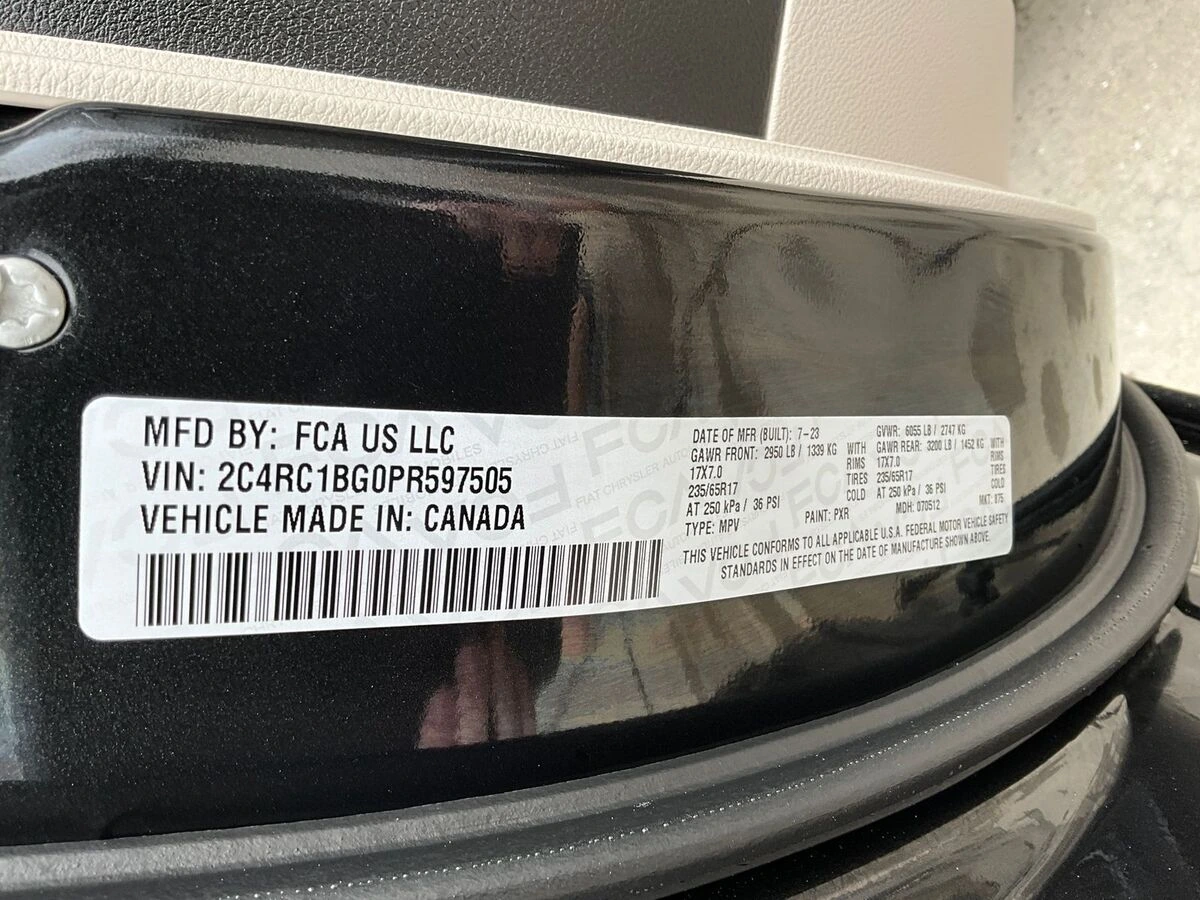 MFD BY: FCA US LLC
VIN: 2C4RC1BG0PR597505
VEHICLE MADE IN: CANADA
DATE OF MFR (BUILT): 7-23
GAWR FRONT: 2950 LB / 1339 KG WITH
17X7.0 RIMS
235/65R17 TIRES
AT 250 kPa / 36 PSI COLD
TYPE: MPV
GVWR: 6055 LB / 2747 KG
GAWR REAR: 3200 LB / 1452 KG WITH
17X7.0 RIMS
235/65R17 TIRES
AT 250 kPa / 36 PSI COLD
PAINT: PXR MDH: 070512 MKT: 875
THIS VEHICLE CONFORMS TO ALL APPLICABLE U.S.A. FEDERAL MOTOR VEHICLE SAFETY
STANDARDS IN EFFECT ON THE DATE OF MANUFACTURE SHOWN ABOVE.